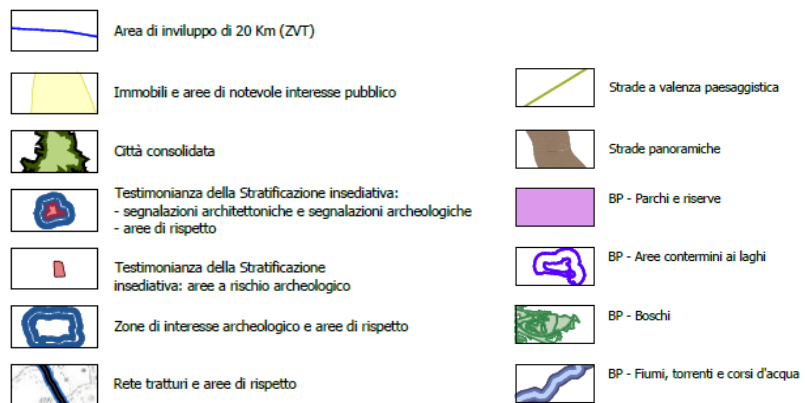 Area di inviluppo di 20 Km (ZVT)
Immobili e aree di notevole interesse pubblico
Città consolidata
Testimonianza della Stratificazione insediativa:
- segnalazioni architettoniche e segnalazioni archeologiche
- aree di rispetto
Testimonianza della Stratificazione
insediativa: aree a rischio archeologico
Zone di interesse archeologico e aree di rispetto
Rete tratturi e aree di rispetto
Strade a valenza paesaggistica
Strade panoramiche
BP - Parchi e riserve
BP - Aree contermini ai laghi
BP - Boschi
BP - Fiumi, torrenti e corsi d'acqua